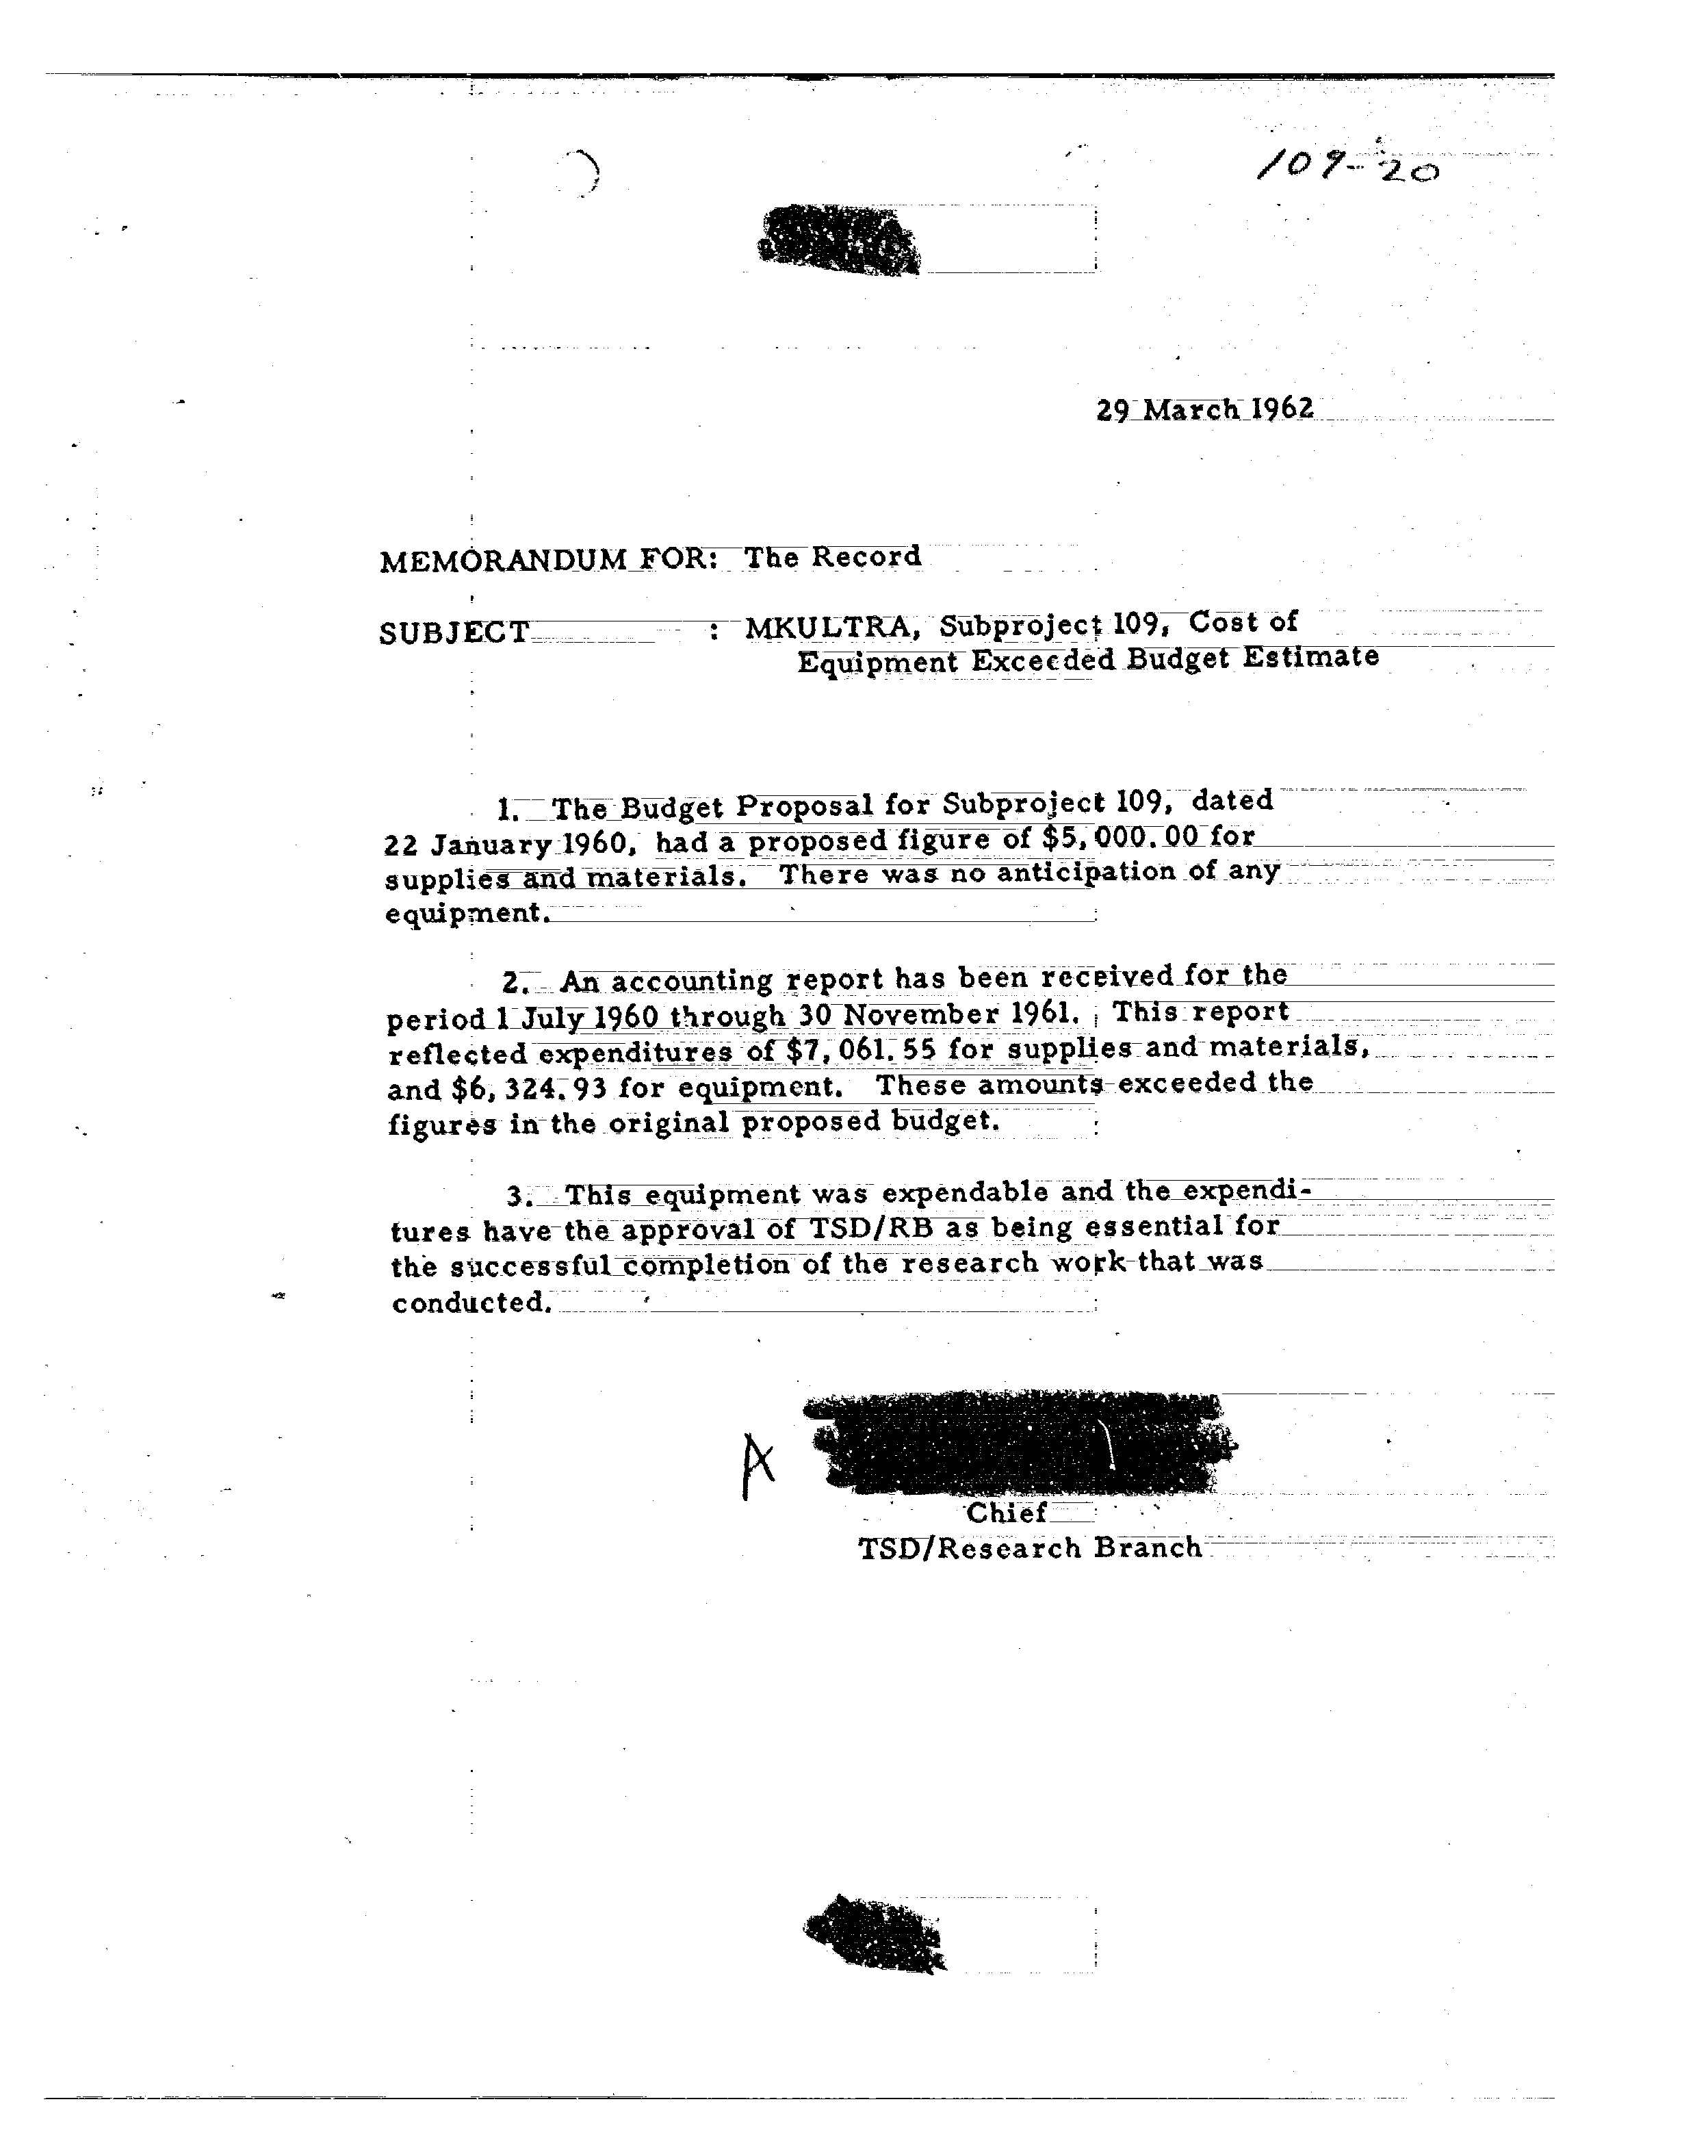 109-20
29 March 1962
MEMORANDUM FOR: The Record
SUBJECT : MKULTRA, Subproject 109, Cost of
Equipment Exceeded Budget Estimate
1. The Budget Proposal for Subproject 109, dated
22 January 1960, had a proposed figure of $5,000.00 for
supplies and materials. There was no anticipation of any
equipment.
2. An accounting report has been received for the
period 1 July 1960 through 30 November 1961. This report
reflected expenditures of $7,061.55 for supplies and materials,
and $6,324.93 for equipment. These amounts exceeded the
figures in the original proposed budget.
3. This equipment was expendable and the expendi-
tures have the approval of TSD/RB as being essential for
the successful completion of the research work that was
conducted.
A
Chief
TSD/Research Branch